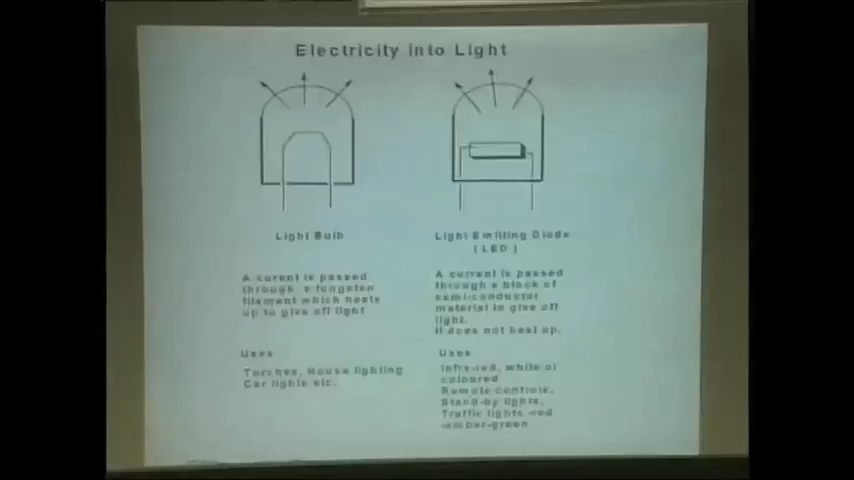 Electricity into Light
Light Bulb
A curent is passed
through a tungsten
filament which heats
up to give off light
Uses
Torches, House lighting
Car lights etc.
Light Emitting Diode
( LED )
A current is passed
through a block of
semi-conductor
material to give off
light.
It does not heat up.
Uses
Infra-red, white or
coloured
Remote controls,
Stand-by lights,
Traffic lights -red
-amber-green